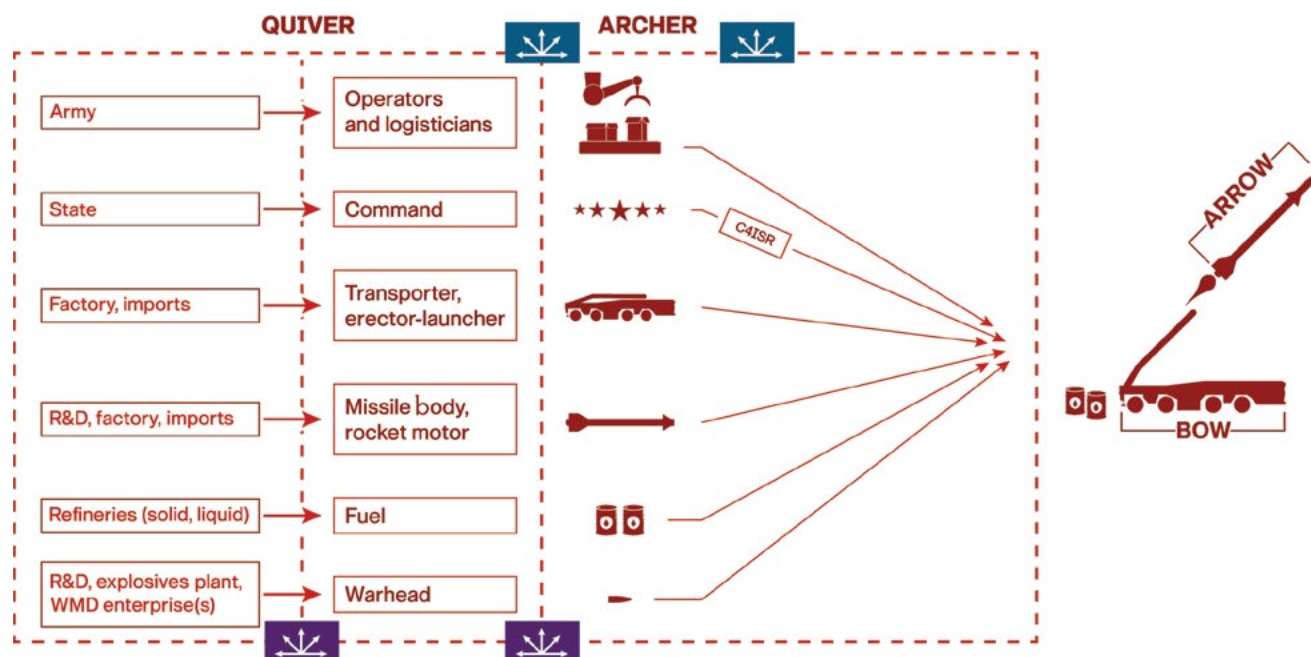 QUIVER
ARCHER
Army
Operators
and logisticians
State
Command
C4ISR
Factory, imports
Transporter,
erector-launcher
R&D, factory, imports
Missile body,
rocket motor
Refineries (solid, liquid)
Fuel
R&D, explosives plant,
WMD enterprise(s)
Warhead
ARROW
BOW